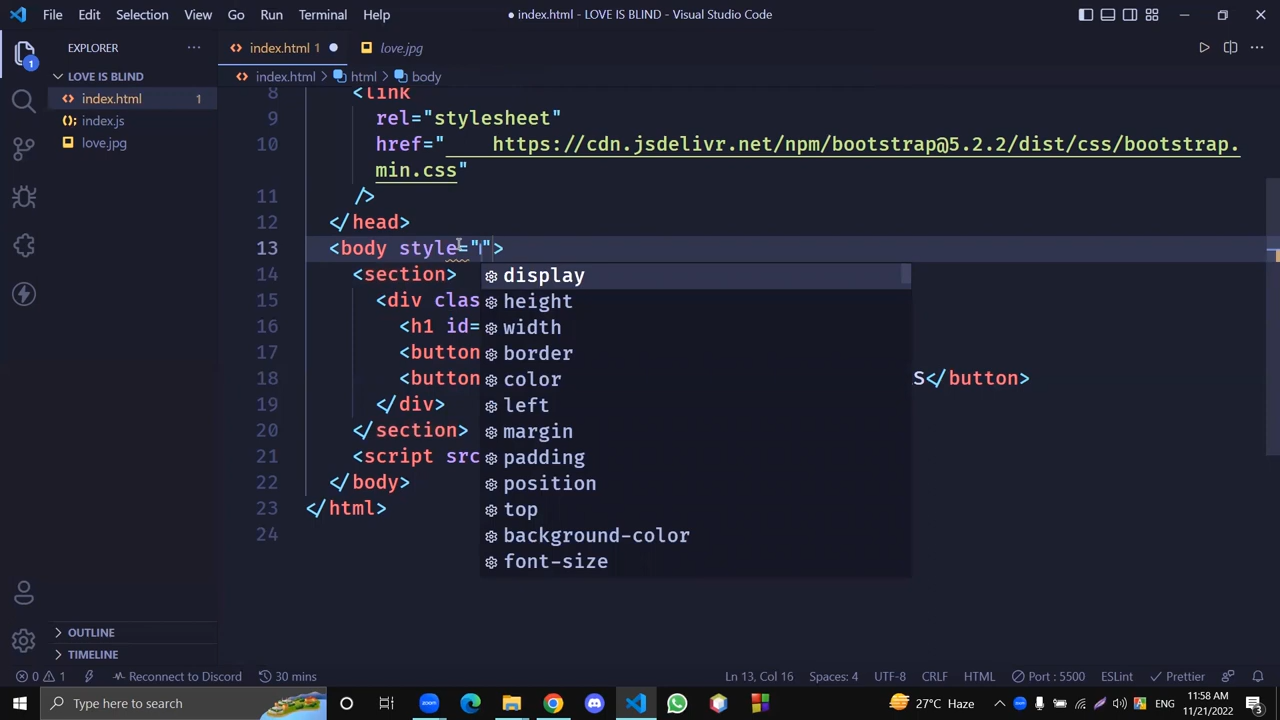 File Edit Selection View Go Run Terminal Help
index.html - LOVE IS BLIND - Visual Studio Code
EXPLORER
LOVE IS BLIND
index.html 1
index.js
love.jpg
index.html 1
love.jpg
index.html > html > body
8 <link
9 rel="stylesheet"
10 href=" https://cdn.jsdelivr.net/npm/bootstrap@5.2.2/dist/css/bootstrap.
min.css"
11 />
12 </head>
13 <body style="">
14 <section>
15 <div clas
16 <h1 id=
17 <button
18 <button S</button>
19 </div>
20 </section>
21 <script src
22 </body>
23 </html>
24
display
height
width
border
color
left
margin
padding
position
top
background-color
font-size
1
OUTLINE
TIMELINE
0 1 Reconnect to Discord 30 mins Ln 13, Col 16 Spaces: 4 UTF-8 CRLF HTML Port : 5500 ESLint Prettier
Type here to search
27°C Haze
ENG
11:58 AM
11/21/2022
3